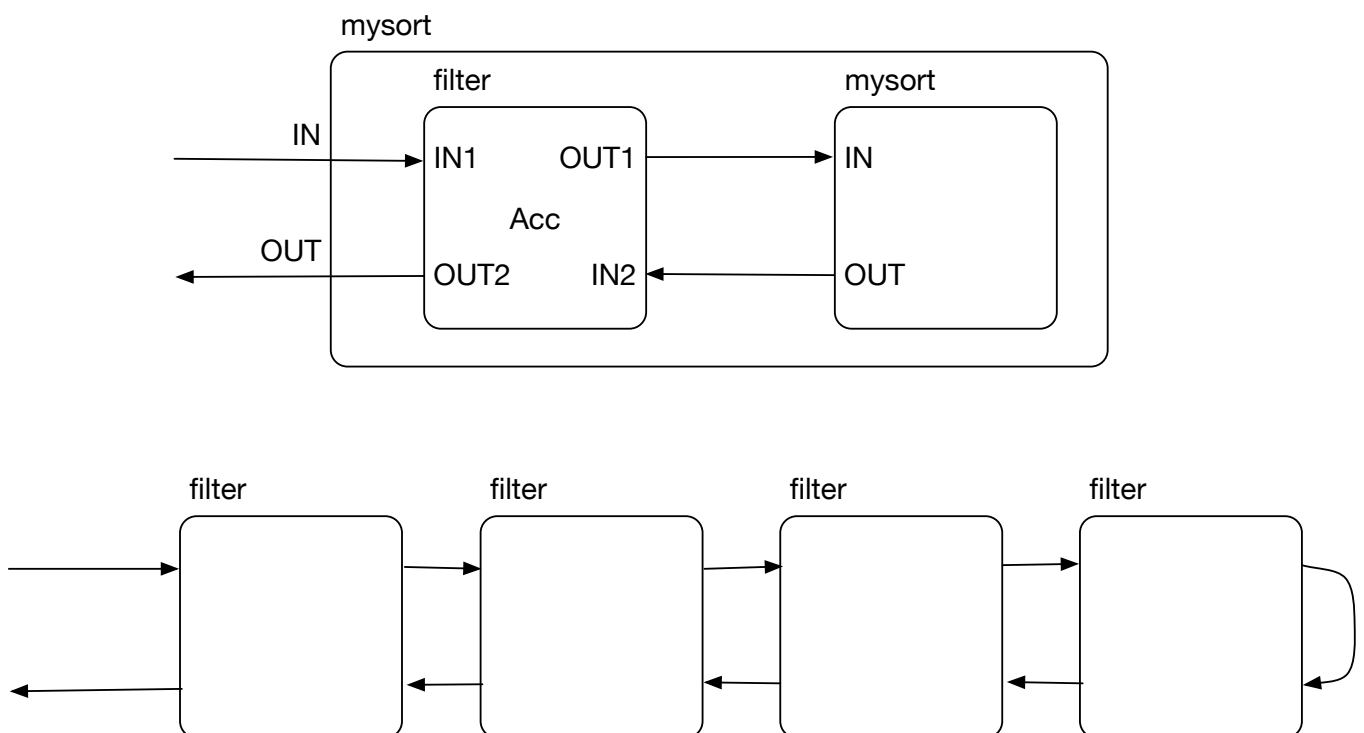 mysort
filter mysort
IN
IN1 OUT1 IN
Acc
OUT
OUT2 IN2 OUT
filter filter filter filter